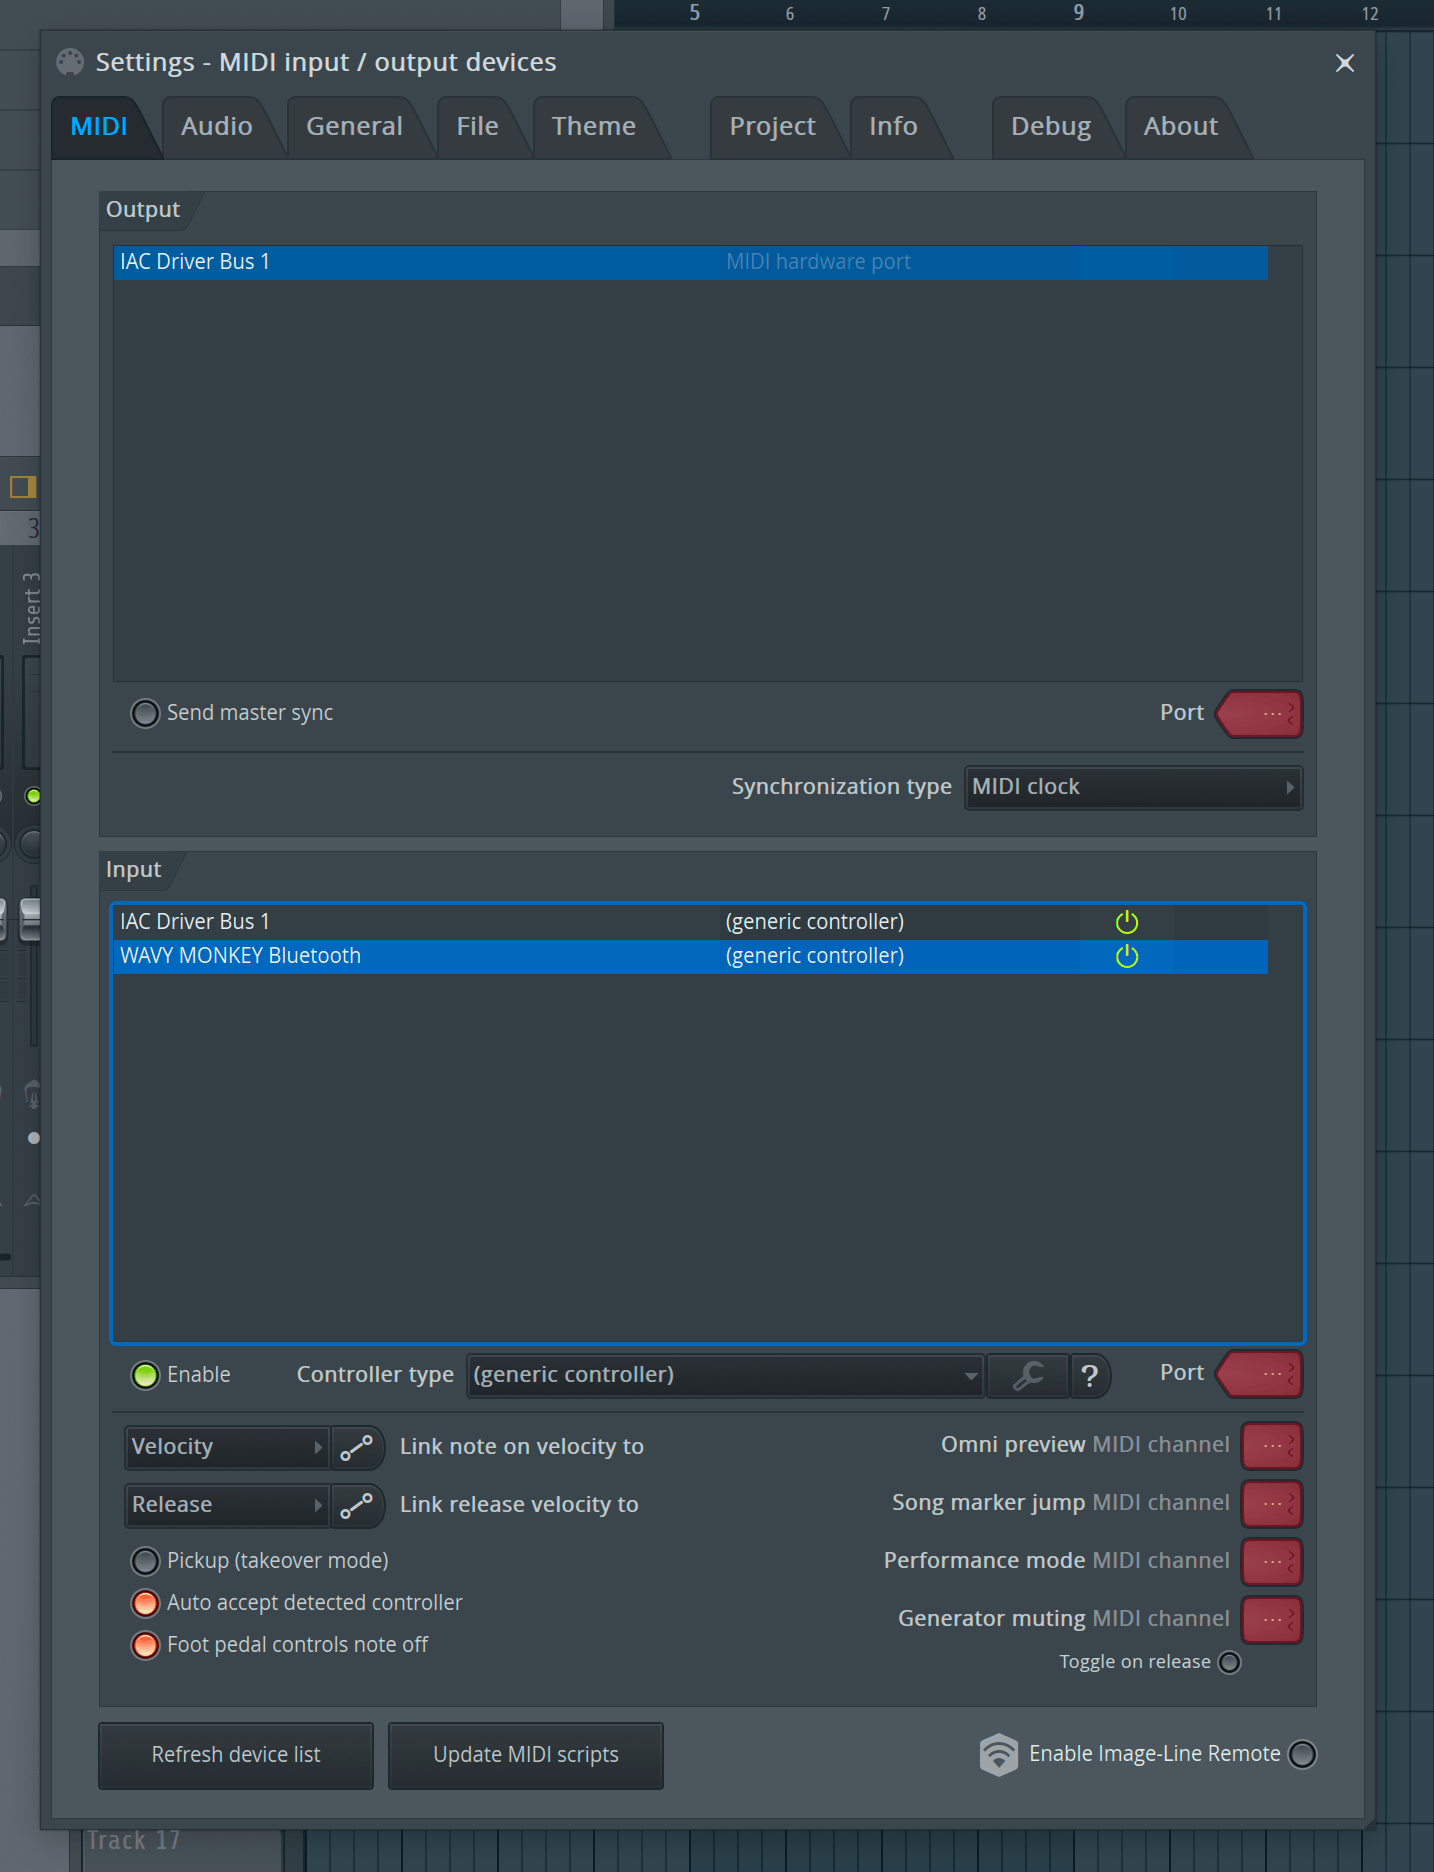 5 6 7 8 9 10 11 12
Settings - MIDI input / output devices
MIDI Audio General File Theme Project Info Debug About
Output
IAC Driver Bus 1 MIDI hardware port
Send master sync Port ...
Synchronization type MIDI clock
Input
IAC Driver Bus 1 (generic controller)
WAVY MONKEY Bluetooth (generic controller)
Enable Controller type (generic controller) ? Port ...
Velocity Link note on velocity to Omni preview MIDI channel ...
Release Link release velocity to Song marker jump MIDI channel ...
Pickup (takeover mode) Performance mode MIDI channel ...
Auto accept detected controller Generator muting MIDI channel ...
Foot pedal controls note off Toggle on release
Refresh device list Update MIDI scripts Enable Image-Line Remote
3
Insert 3
Track 17